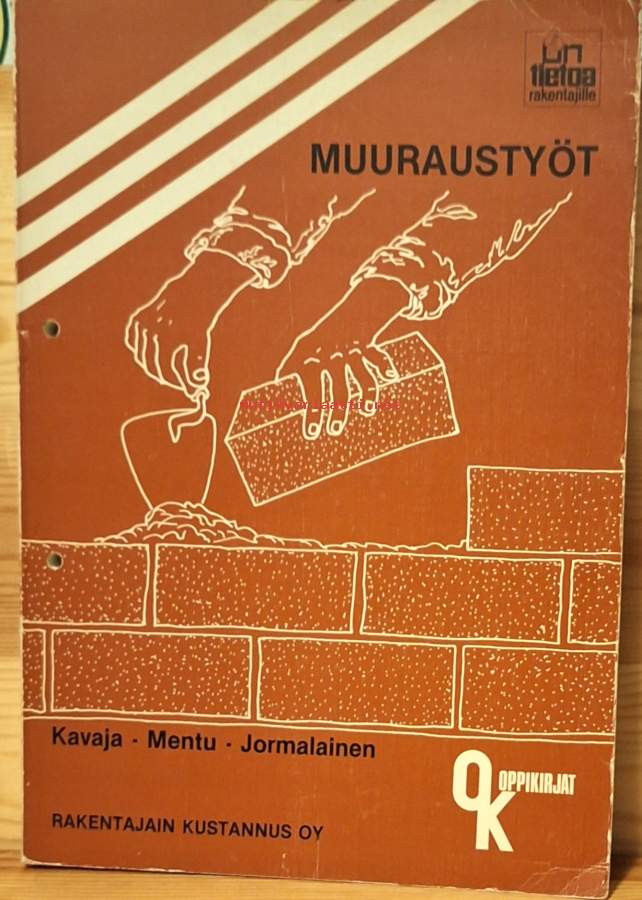 tietoa
rakentajille
MUURAUSTYÖT
Kavaja - Mentu - Jormalainen
OK OPPIKIRJAT
RAKENTAJAIN KUSTANNUS OY